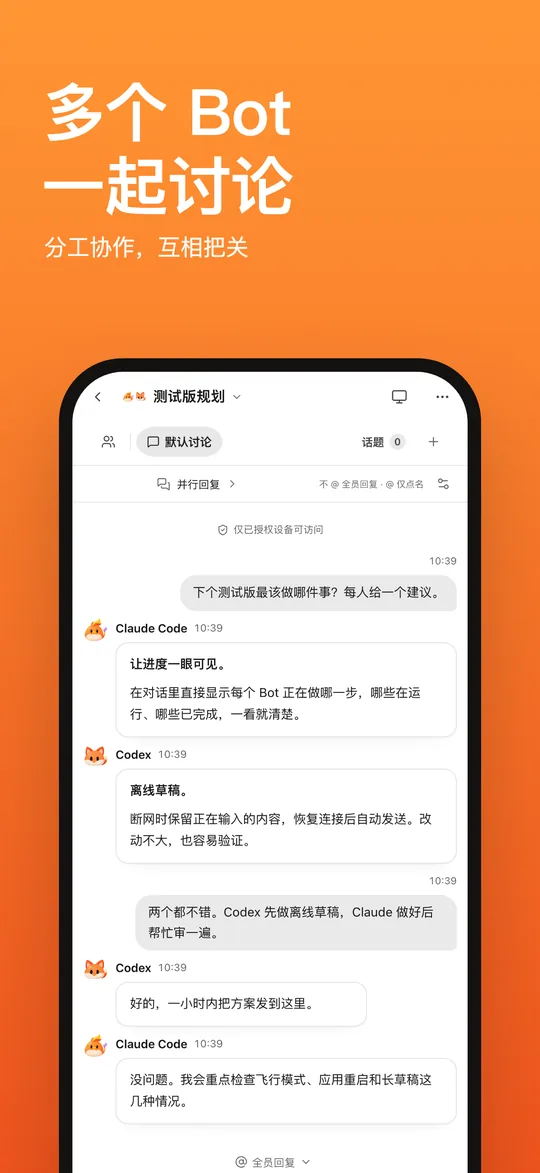 多个 Bot
一起讨论
分工协作，互相把关
测试版规划
默认讨论
话题 0
并行回复
不 @ 全员回复 · @ 仅点名
仅已授权设备可访问
10:39
下个测试版最该做哪件事？每人给一个建议。
Claude Code 10:39
让进度一眼可见。
在对话里直接显示每个 Bot 正在做哪一步，哪些在运
行、哪些已完成，一看就清楚。
Codex 10:39
离线草稿。
断网时保留正在输入的内容，恢复连接后自动发送。改
动不大，也容易验证。
10:39
两个都不错。Codex 先做离线草稿，Claude 做好后
帮忙审一遍。
Codex 10:39
好的，一小时内把方案发到这里。
Claude Code 10:39
没问题。我会重点检查飞行模式、应用重启和长草稿这
几种情况。
@ 全员回复